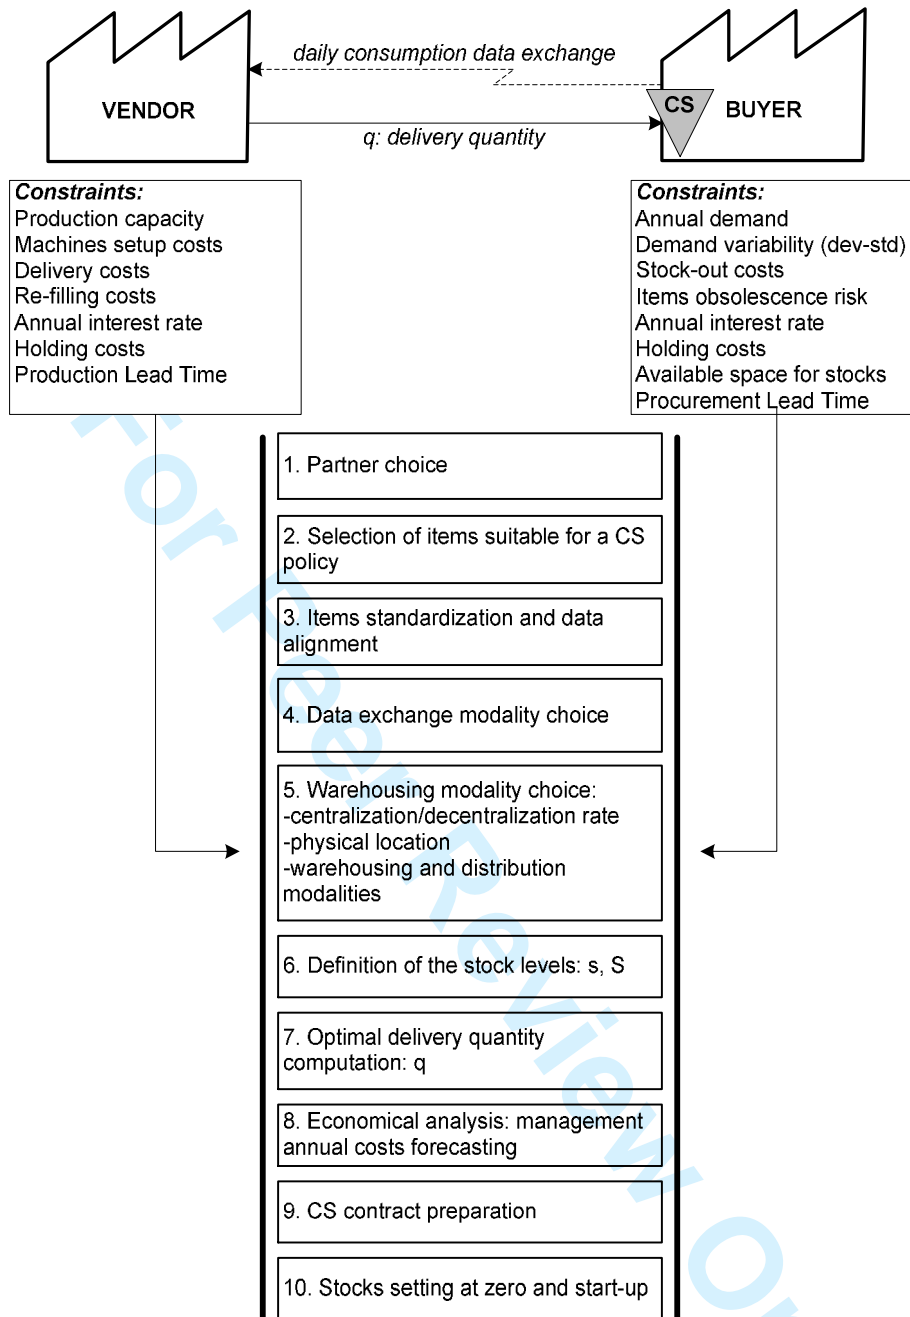 daily consumption data exchange
VENDOR
CS
BUYER
q: delivery quantity
Constraints:
Production capacity
Machines setup costs
Delivery costs
Re-filling costs
Annual interest rate
Holding costs
Production Lead Time
Constraints:
Annual demand
Demand variability (dev-std)
Stock-out costs
Items obsolescence risk
Annual interest rate
Holding costs
Available space for stocks
Procurement Lead Time
1. Partner choice
2. Selection of items suitable for a CS
policy
3. Items standardization and data
alignment
4. Data exchange modality choice
5. Warehousing modality choice:
-centralization/decentralization rate
-physical location
-warehousing and distribution
modalities
6. Definition of the stock levels: s, S
7. Optimal delivery quantity
computation: q
8. Economical analysis: management
annual costs forecasting
9. CS contract preparation
10. Stocks setting at zero and start-up
For Peer Review On